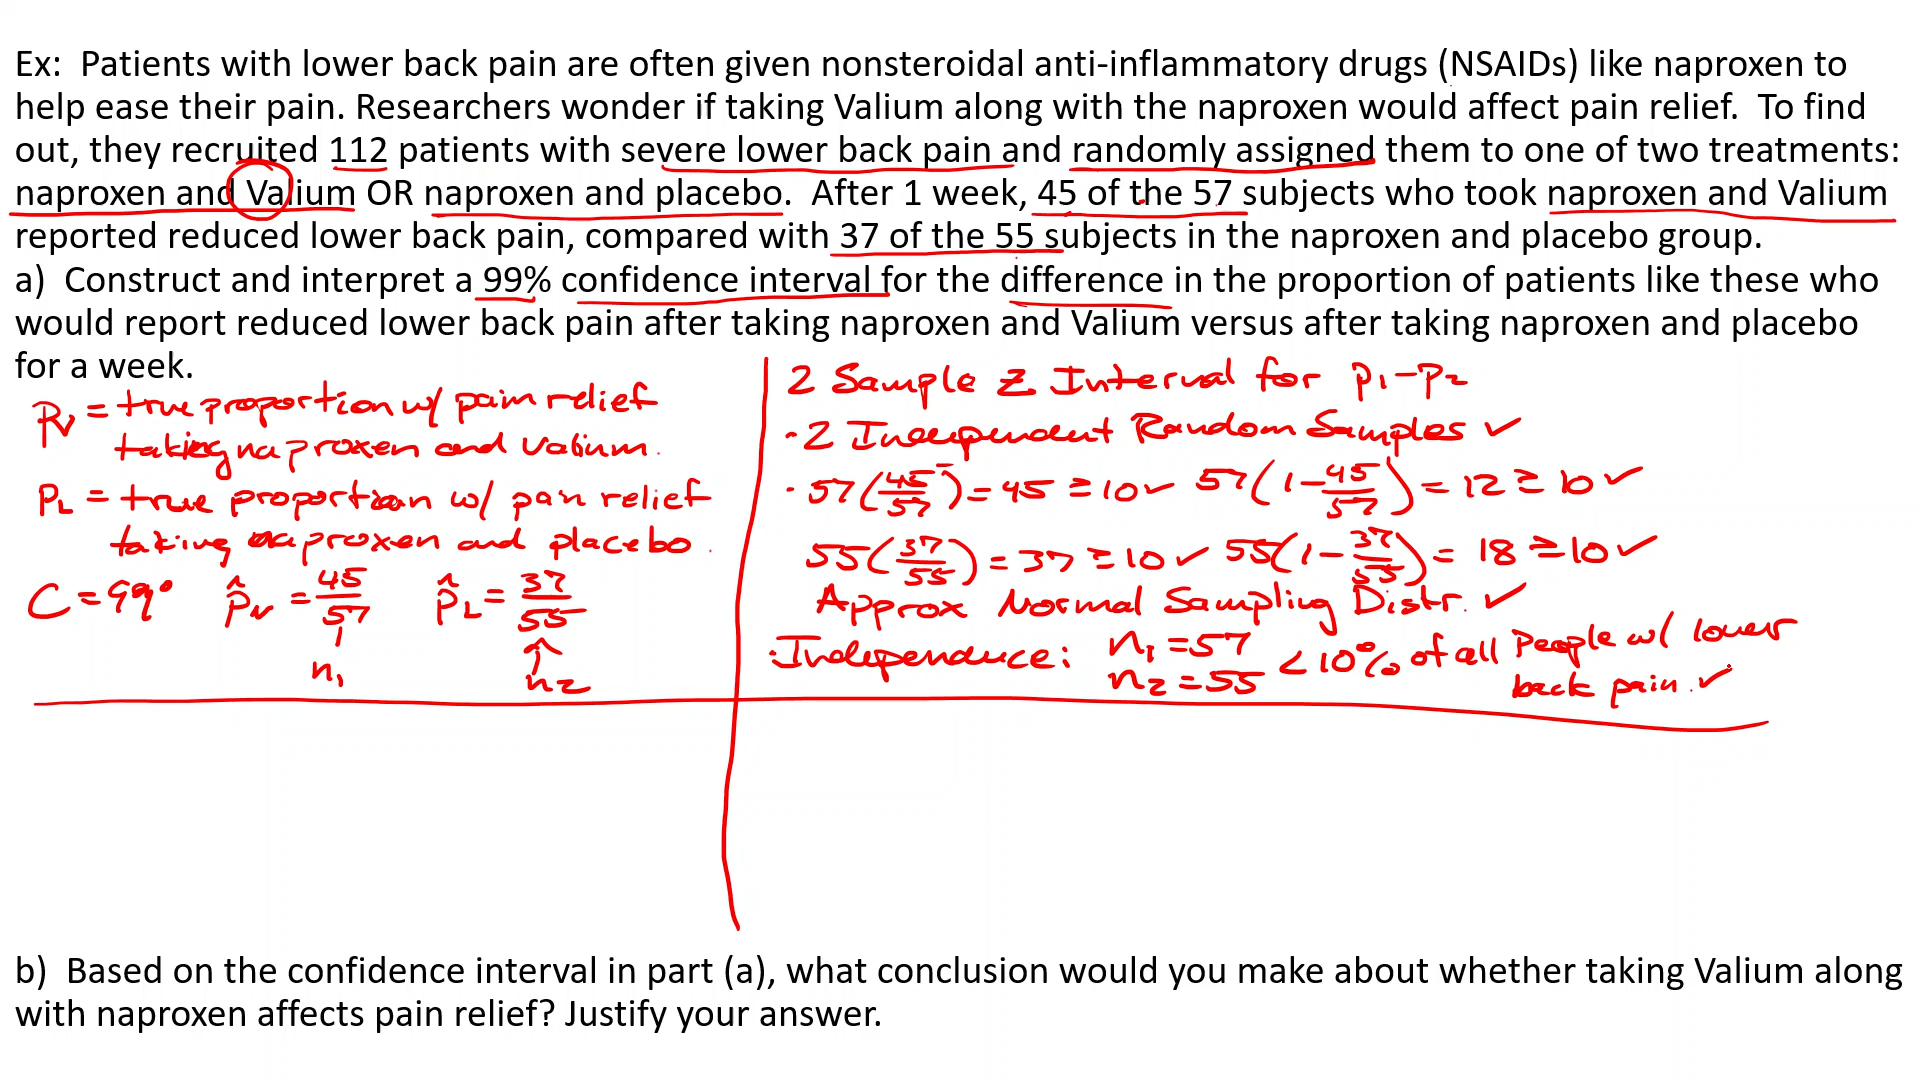 Ex: Patients with lower back pain are often given nonsteroidal anti-inflammatory drugs (NSAIDs) like naproxen to
help ease their pain. Researchers wonder if taking Valium along with the naproxen would affect pain relief. To find
out, they recruited 112 patients with severe lower back pain and randomly assigned them to one of two treatments:
naproxen and Valium OR naproxen and placebo. After 1 week, 45 of the 57 subjects who took naproxen and Valium
reported reduced lower back pain, compared with 37 of the 55 subjects in the naproxen and placebo group.
a) Construct and interpret a 99% confidence interval for the difference in the proportion of patients like these who
would report reduced lower back pain after taking naproxen and Valium versus after taking naproxen and placebo
for a week.
Pv = true proportion w/ pain relief
taking naproxen and valium.
PL = true proportion w/ pain relief
taking naproxen and placebo.
C = 99% p̂v = 45/57 p̂L = 37/55
n₁ n₂
2 Sample Z Interval for p₁-p₂
· 2 Independent Random Samples ✓
· 57(45/57) = 45 ≥ 10 ✓ 57(1-45/57) = 12 ≥ 10 ✓
55(37/55) = 37 ≥ 10 ✓ 55(1-37/55) = 18 ≥ 10 ✓
Approx Normal Sampling Distr. ✓
· Independence: n₁ = 57 < 10% of all People w/ lower
n₂ = 55 back pain. ✓
b) Based on the confidence interval in part (a), what conclusion would you make about whether taking Valium along
with naproxen affects pain relief? Justify your answer.